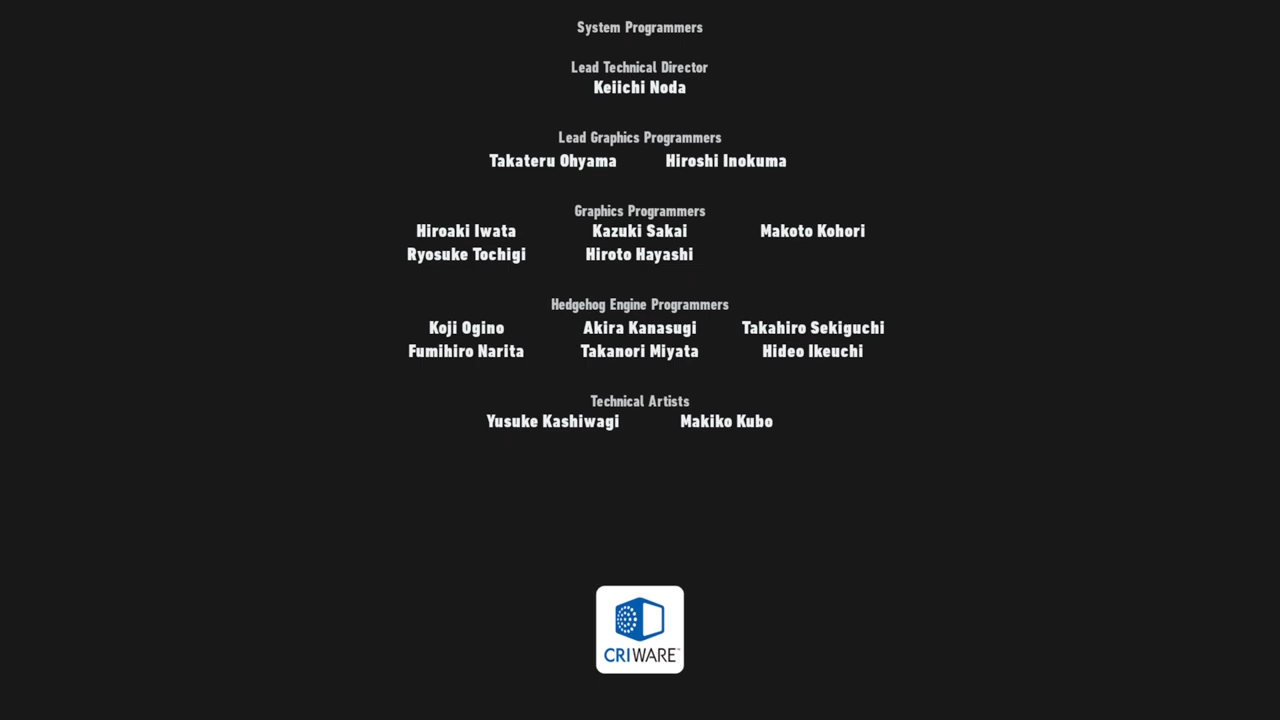 System Programmers
Lead Technical Director
Keiichi Noda
Lead Graphics Programmers
Takateru Ohyama Hiroshi Inokuma
Graphics Programmers
Hiroaki Iwata Kazuki Sakai Makoto Kohori
Ryosuke Tochigi Hiroto Hayashi
Hedgehog Engine Programmers
Koji Ogino Akira Kanasugi Takahiro Sekiguchi
Fumihiro Narita Takanori Miyata Hideo Ikeuchi
Technical Artists
Yusuke Kashiwagi Makiko Kubo
CRIWARE™